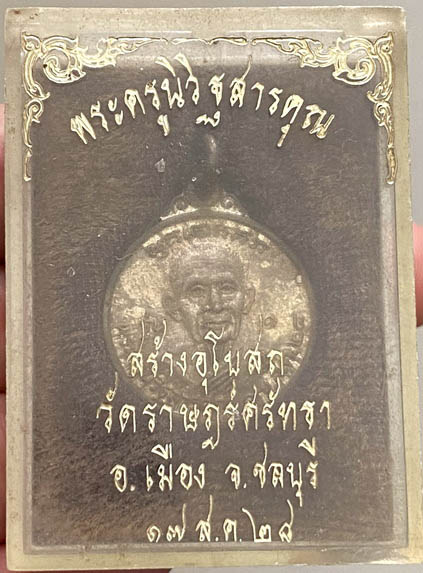 พระครูนิวิฐสารคุณ
สร้างอุโบสถ
วัดราษฎร์ศรัทธา
อ.เมือง จ.ชลบุรี
๑๗ ส.ค. ๒๘